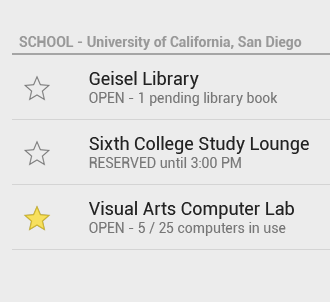 SCHOOL - University of California, San Diego
Geisel Library
OPEN - 1 pending library book
Sixth College Study Lounge
RESERVED until 3:00 PM
Visual Arts Computer Lab
OPEN - 5 / 25 computers in use